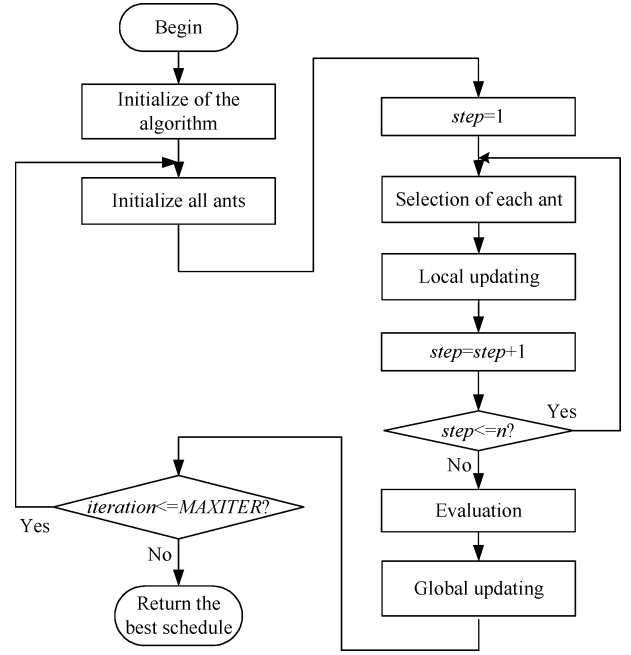 Begin
Initialize of the
algorithm
Initialize all ants
step=1
Selection of each ant
Local updating
step=step+1
step<=n?
Yes
No
Evaluation
Global updating
iteration<=MAXITER?
Yes
No
Return the
best schedule